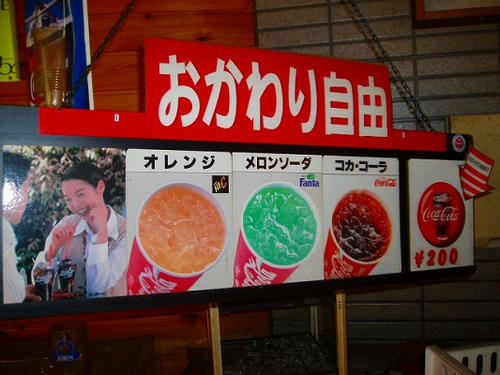 おかわり自由
オレンジ
メロンソーダ
Fanta
コカ・コーラ
Coca-Cola
Coca-Cola
¥200